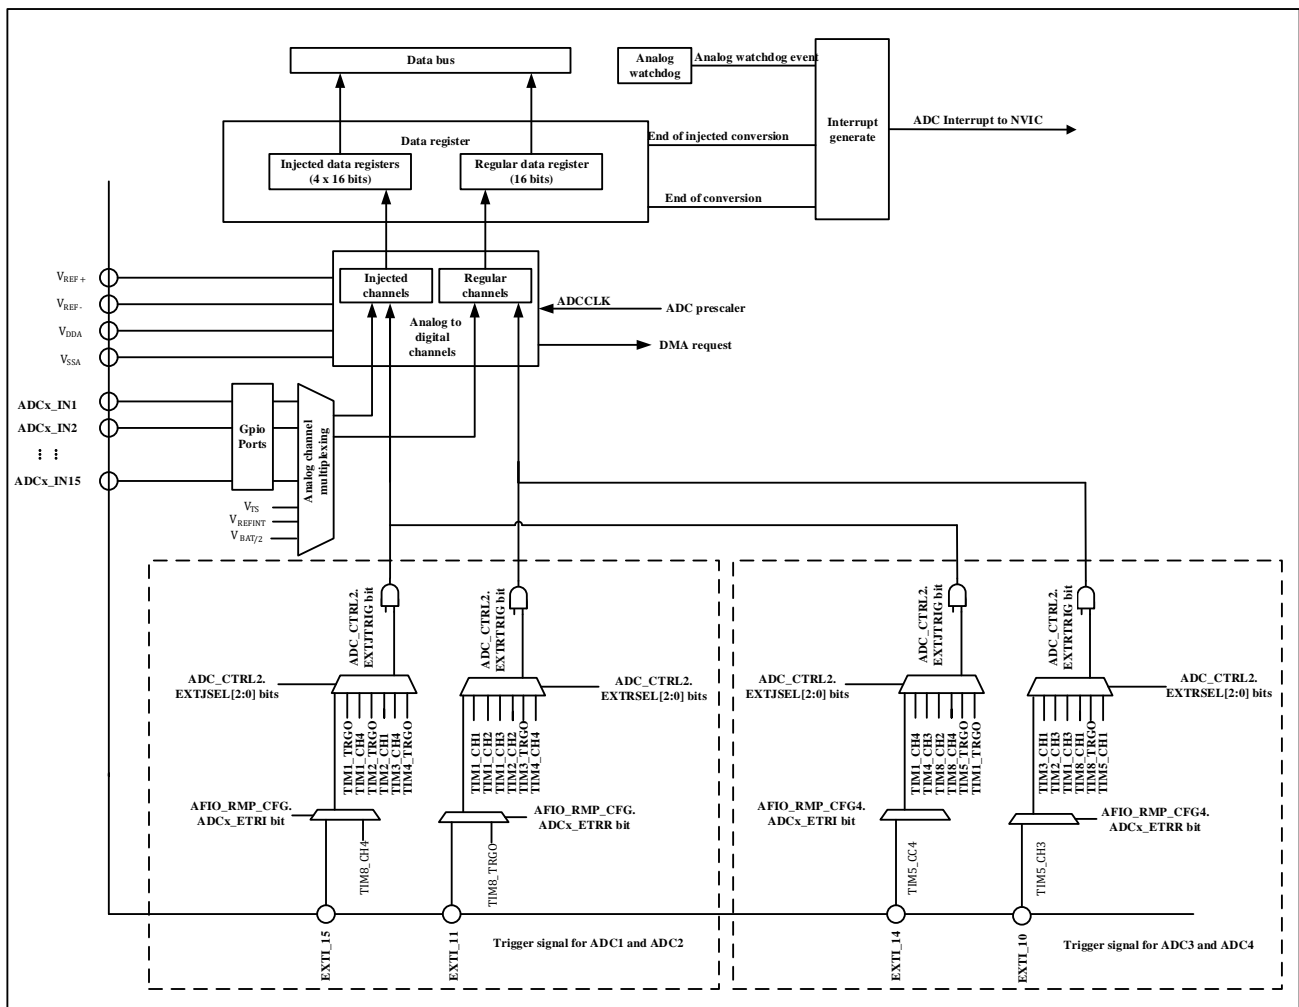 Data bus
Analog
watchdog
Analog watchdog event
Interrupt
generate
ADC Interrupt to NVIC
Data register
End of injected conversion
Injected data registers
(4 x 16 bits)
Regular data register
(16 bits)
End of conversion
VREF+
VREF-
VDDA
VSSA
Injected
channels
Regular
channels
Analog to
digital
channels
ADCCLK
ADC prescaler
DMA request
ADCx_IN1
ADCx_IN2
ADCx_IN15
Gpio
Ports
Analog channel
multiplexing
VTS
VREFINT
VBAT/2
ADC_CTRL2.
EXTJTRIG bit
ADC_CTRL2.
EXTRTRIG bit
ADC_CTRL2.
EXTJTRIG bit
ADC_CTRL2.
EXTRTRIG bit
ADC_CTRL2.
EXTJSEL[2:0] bits
ADC_CTRL2.
EXTRSEL[2:0] bits
ADC_CTRL2.
EXTJSEL[2:0] bits
ADC_CTRL2.
EXTRSEL[2:0] bits
TIM1_TRGO
TIM1_CH4
TIM2_TRGO
TIM2_CH1
TIM3_CH4
TIM4_TRGO
TIM1_CH1
TIM1_CH2
TIM1_CH3
TIM2_CH2
TIM3_TRGO
TIM4_CH4
TIM1_CH4
TIM4_CH3
TIM8_CH2
TIM8_CH4
TIM5_TRGO
TIM1_TRGO
TIM3_CH1
TIM2_CH3
TIM1_CH3
TIM8_CH1
TIM8_TRGO
TIM5_CH1
AFIO_RMP_CFG.
ADCx_ETRI bit
AFIO_RMP_CFG.
ADCx_ETRR bit
AFIO_RMP_CFG4.
ADCx_ETRI bit
AFIO_RMP_CFG4.
ADCx_ETRR bit
TIM8_CH4
TIM8_TRGO
TIM5_CC4
TIM5_CH3
EXTI_15
EXTI_11
Trigger signal for ADC1 and ADC2
EXTI_14
EXTI_10
Trigger signal for ADC3 and ADC4